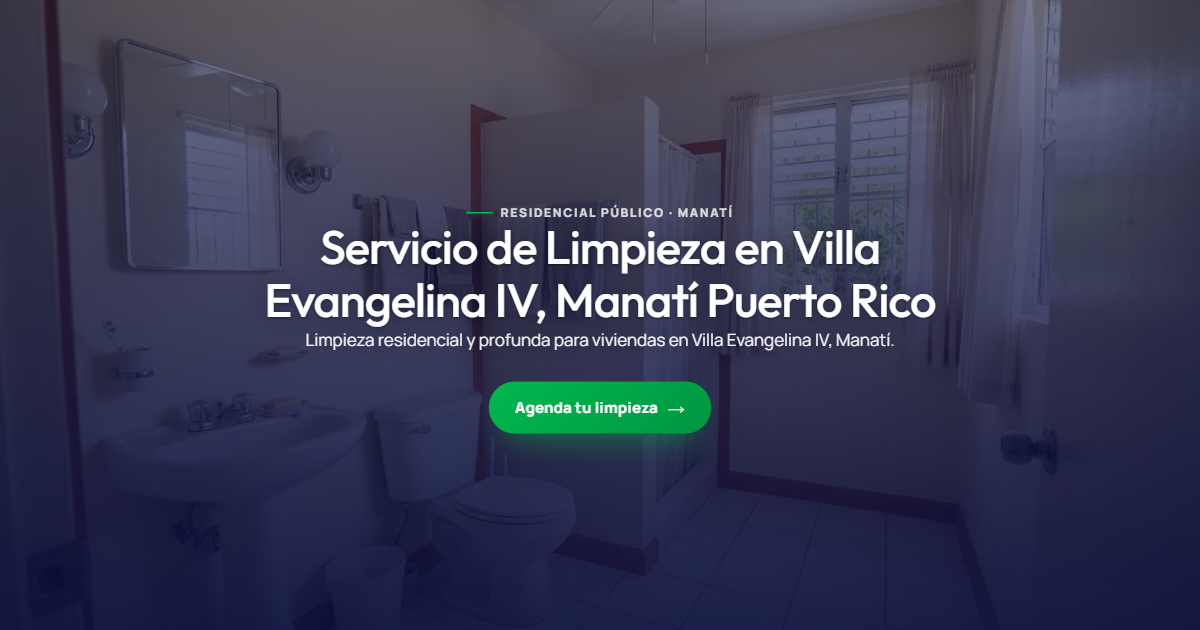 RESIDENCIAL PÚBLICO · MANATÍ
Servicio de Limpieza en Villa
Evangelina IV, Manatí Puerto Rico
Limpieza residencial y profunda para viviendas en Villa Evangelina IV, Manatí.
Agenda tu limpieza →